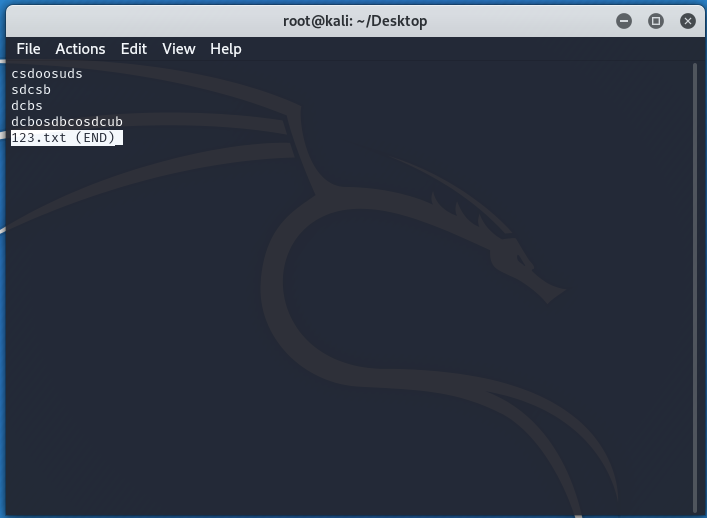 root@kali: ~/Desktop
File Actions Edit View Help
csdoosuds
sdcsb
dcbs
dcbosdbcosdcub
123.txt (END)